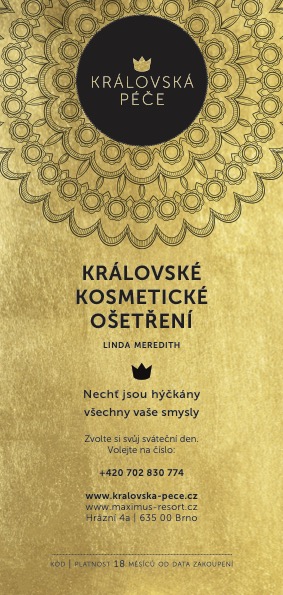 KRÁLOVSKÁ
PÉČE
KRÁLOVSKÉ
KOSMETICKÉ
OŠETŘENÍ
LINDA MEREDITH
Nechť jsou hýčkány
všechny vaše smysly
Zvolte si svůj sváteční den.
Volejte na číslo:
+420 702 830 774
www.kralovska-pece.cz
www.maximus-resort.cz
Hrázní 4a | 635 00 Brno
KÓD | PLATNOST 18 MĚSÍCŮ OD DATA ZAKOUPENÍ